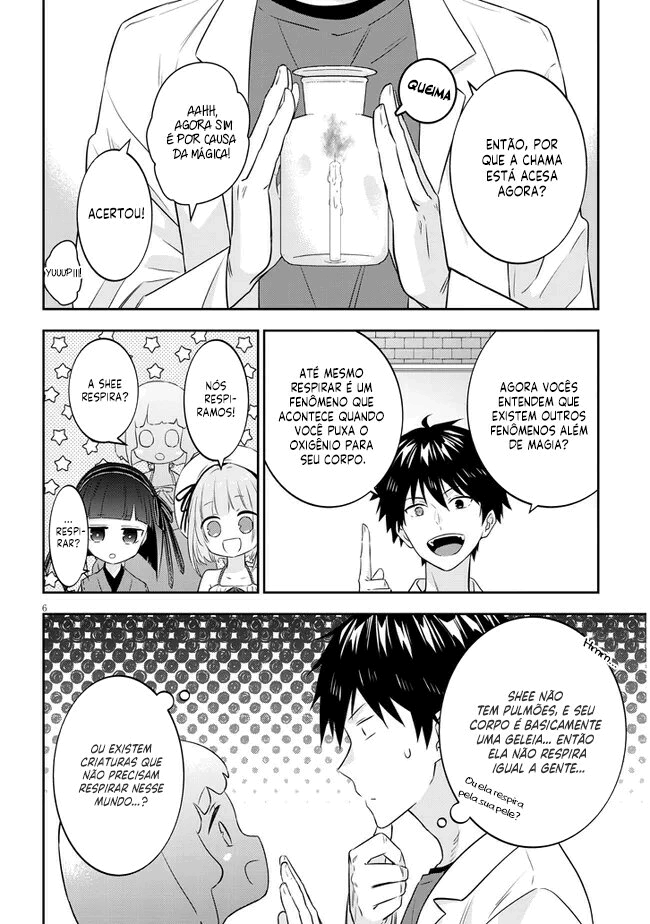 ENTÃO, POR
QUE A CHAMA
ESTÁ ACESA
AGORA?
QUEIMA
AAHH,
AGORA SIM
É POR CAUSA
DA MÁGICA!
ACERTOU!
YUUUPIII!
AGORA VOCÊS
ENTENDEM QUE
EXISTEM OUTROS
FENÔMENOS ALÉM
DE MAGIA?
ATÉ MESMO
RESPIRAR É UM
FENÔMENO QUE
ACONTECE QUANDO
VOCÊ PUXA O
OXIGÊNIO PARA
SEU CORPO.
NÓS
RESPI-
RAMOS!
A SHEE
RESPIRA?
...
RESPI-
RAR?
6
Hmmm...
SHEE NÃO
TEM PULMÕES, E SEU
CORPO É BASICAMENTE
UMA GELEIA... ENTÃO
ELA NÃO RESPIRA
IGUAL A GENTE...
Ou ela respira
pela sua pele?
OU EXISTEM
CRIATURAS QUE
NÃO PRECISAM
RESPIRAR NESSE
MUNDO...?